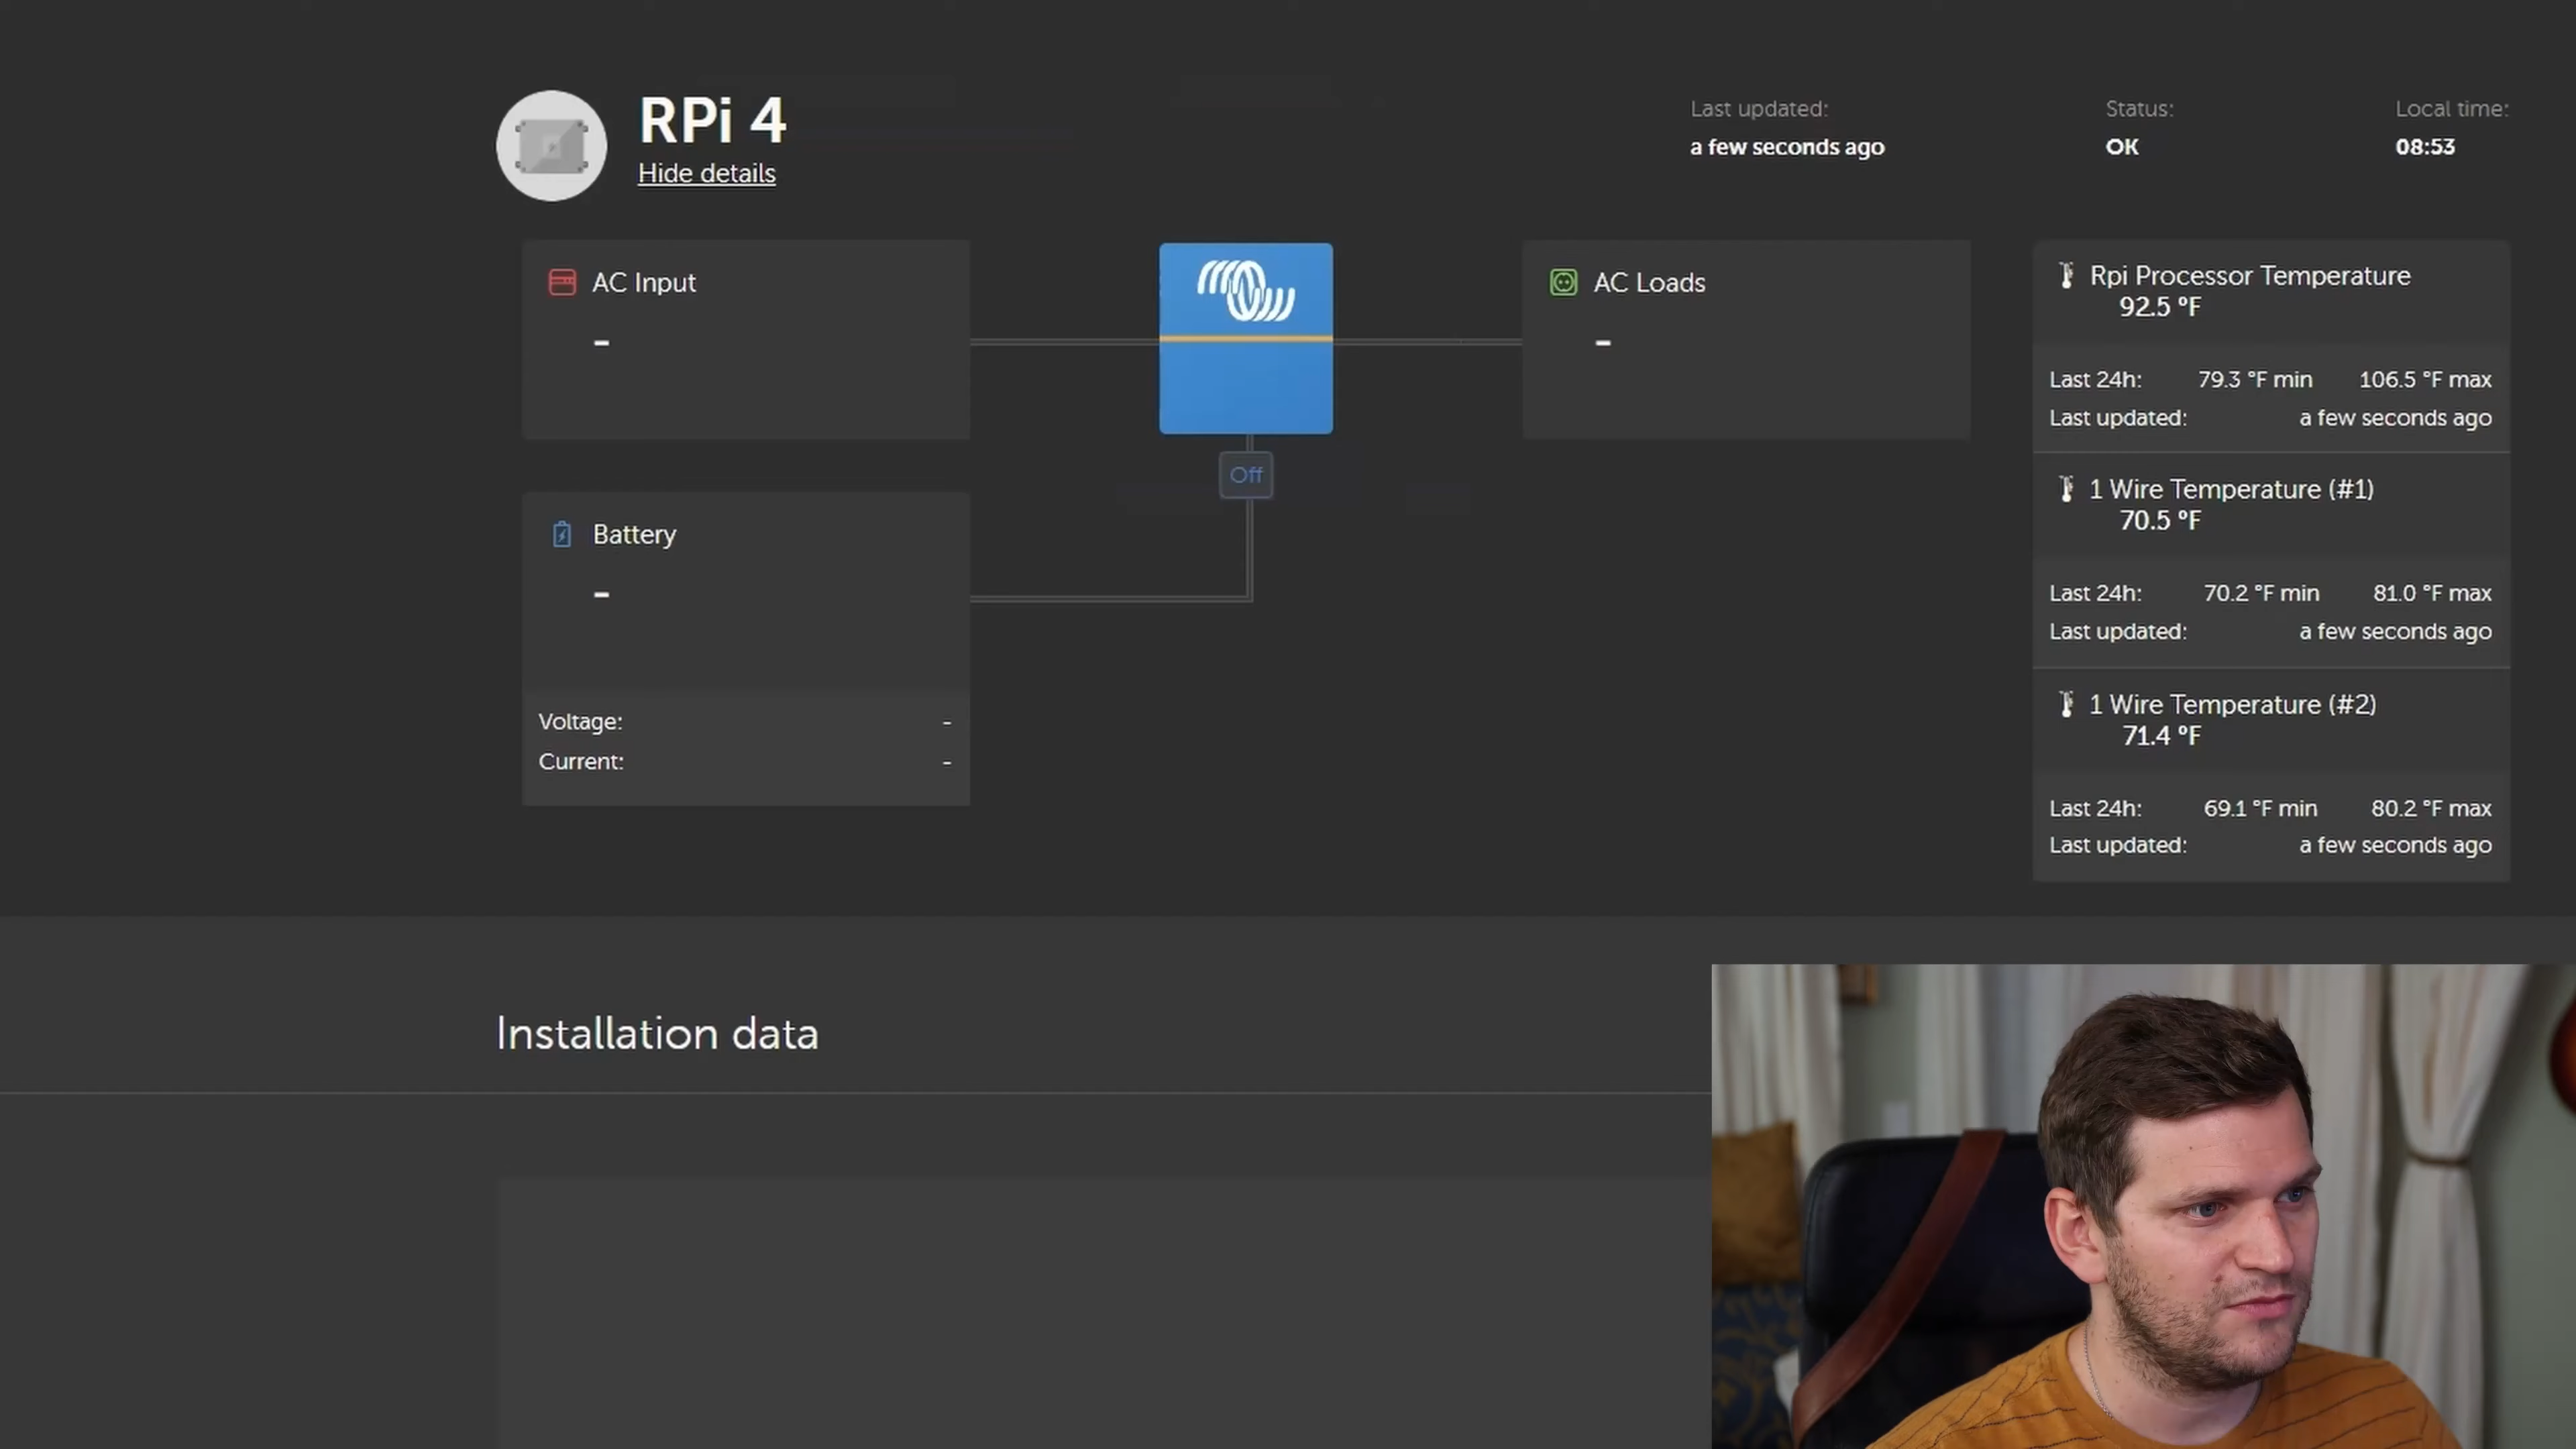 RPi 4
Hide details
Last updated:
a few seconds ago
Status:
OK
Local time:
08:53
AC Input
-
Off
AC Loads
-
Battery
-
Voltage: -
Current: -
Rpi Processor Temperature
92.5 °F
Last 24h: 79.3 °F min 106.5 °F max
Last updated: a few seconds ago
1 Wire Temperature (#1)
70.5 °F
Last 24h: 70.2 °F min 81.0 °F max
Last updated: a few seconds ago
1 Wire Temperature (#2)
71.4 °F
Last 24h: 69.1 °F min 80.2 °F max
Last updated: a few seconds ago
Installation data